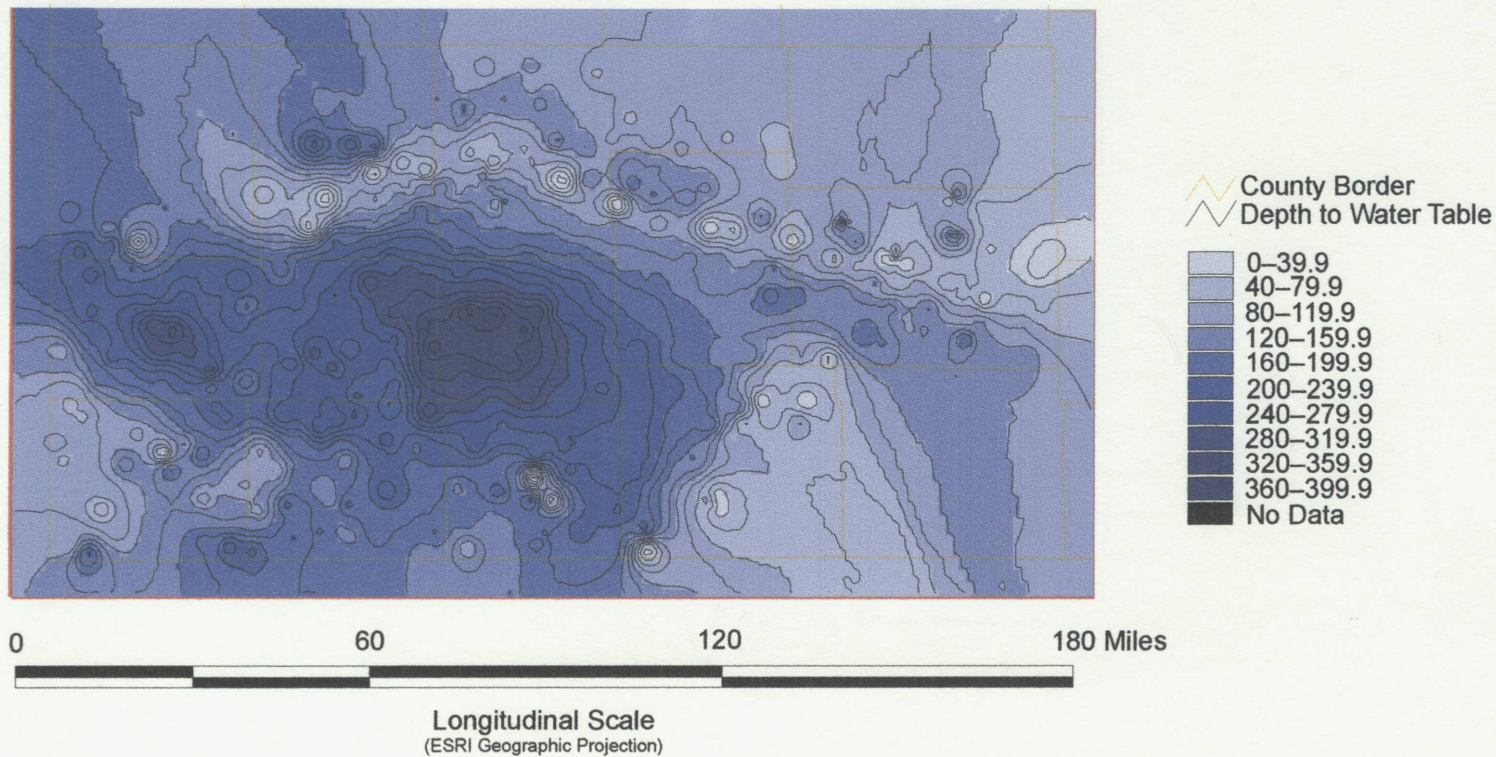 County Border
Depth to Water Table
0–39.9
40–79.9
80–119.9
120–159.9
160–199.9
200–239.9
240–279.9
280–319.9
320–359.9
360–399.9
No Data
0 60 120 180 Miles
Longitudinal Scale
(ESRI Geographic Projection)